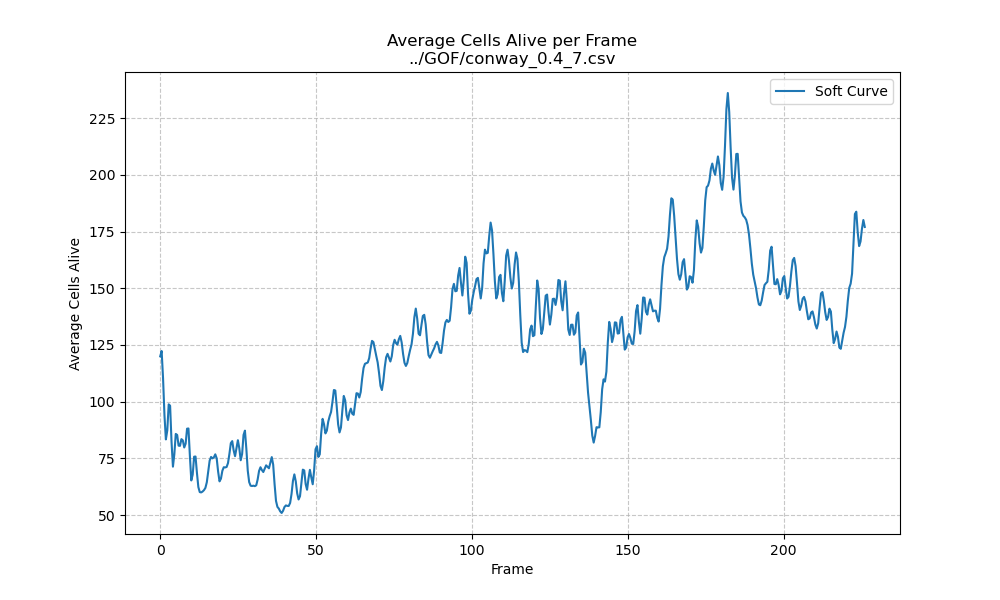 Average Cells Alive per Frame
../GOF/conway_0.4_7.csv
Soft Curve
Average Cells Alive
225
200
175
150
125
100
75
50
0
50
100
150
200
Frame